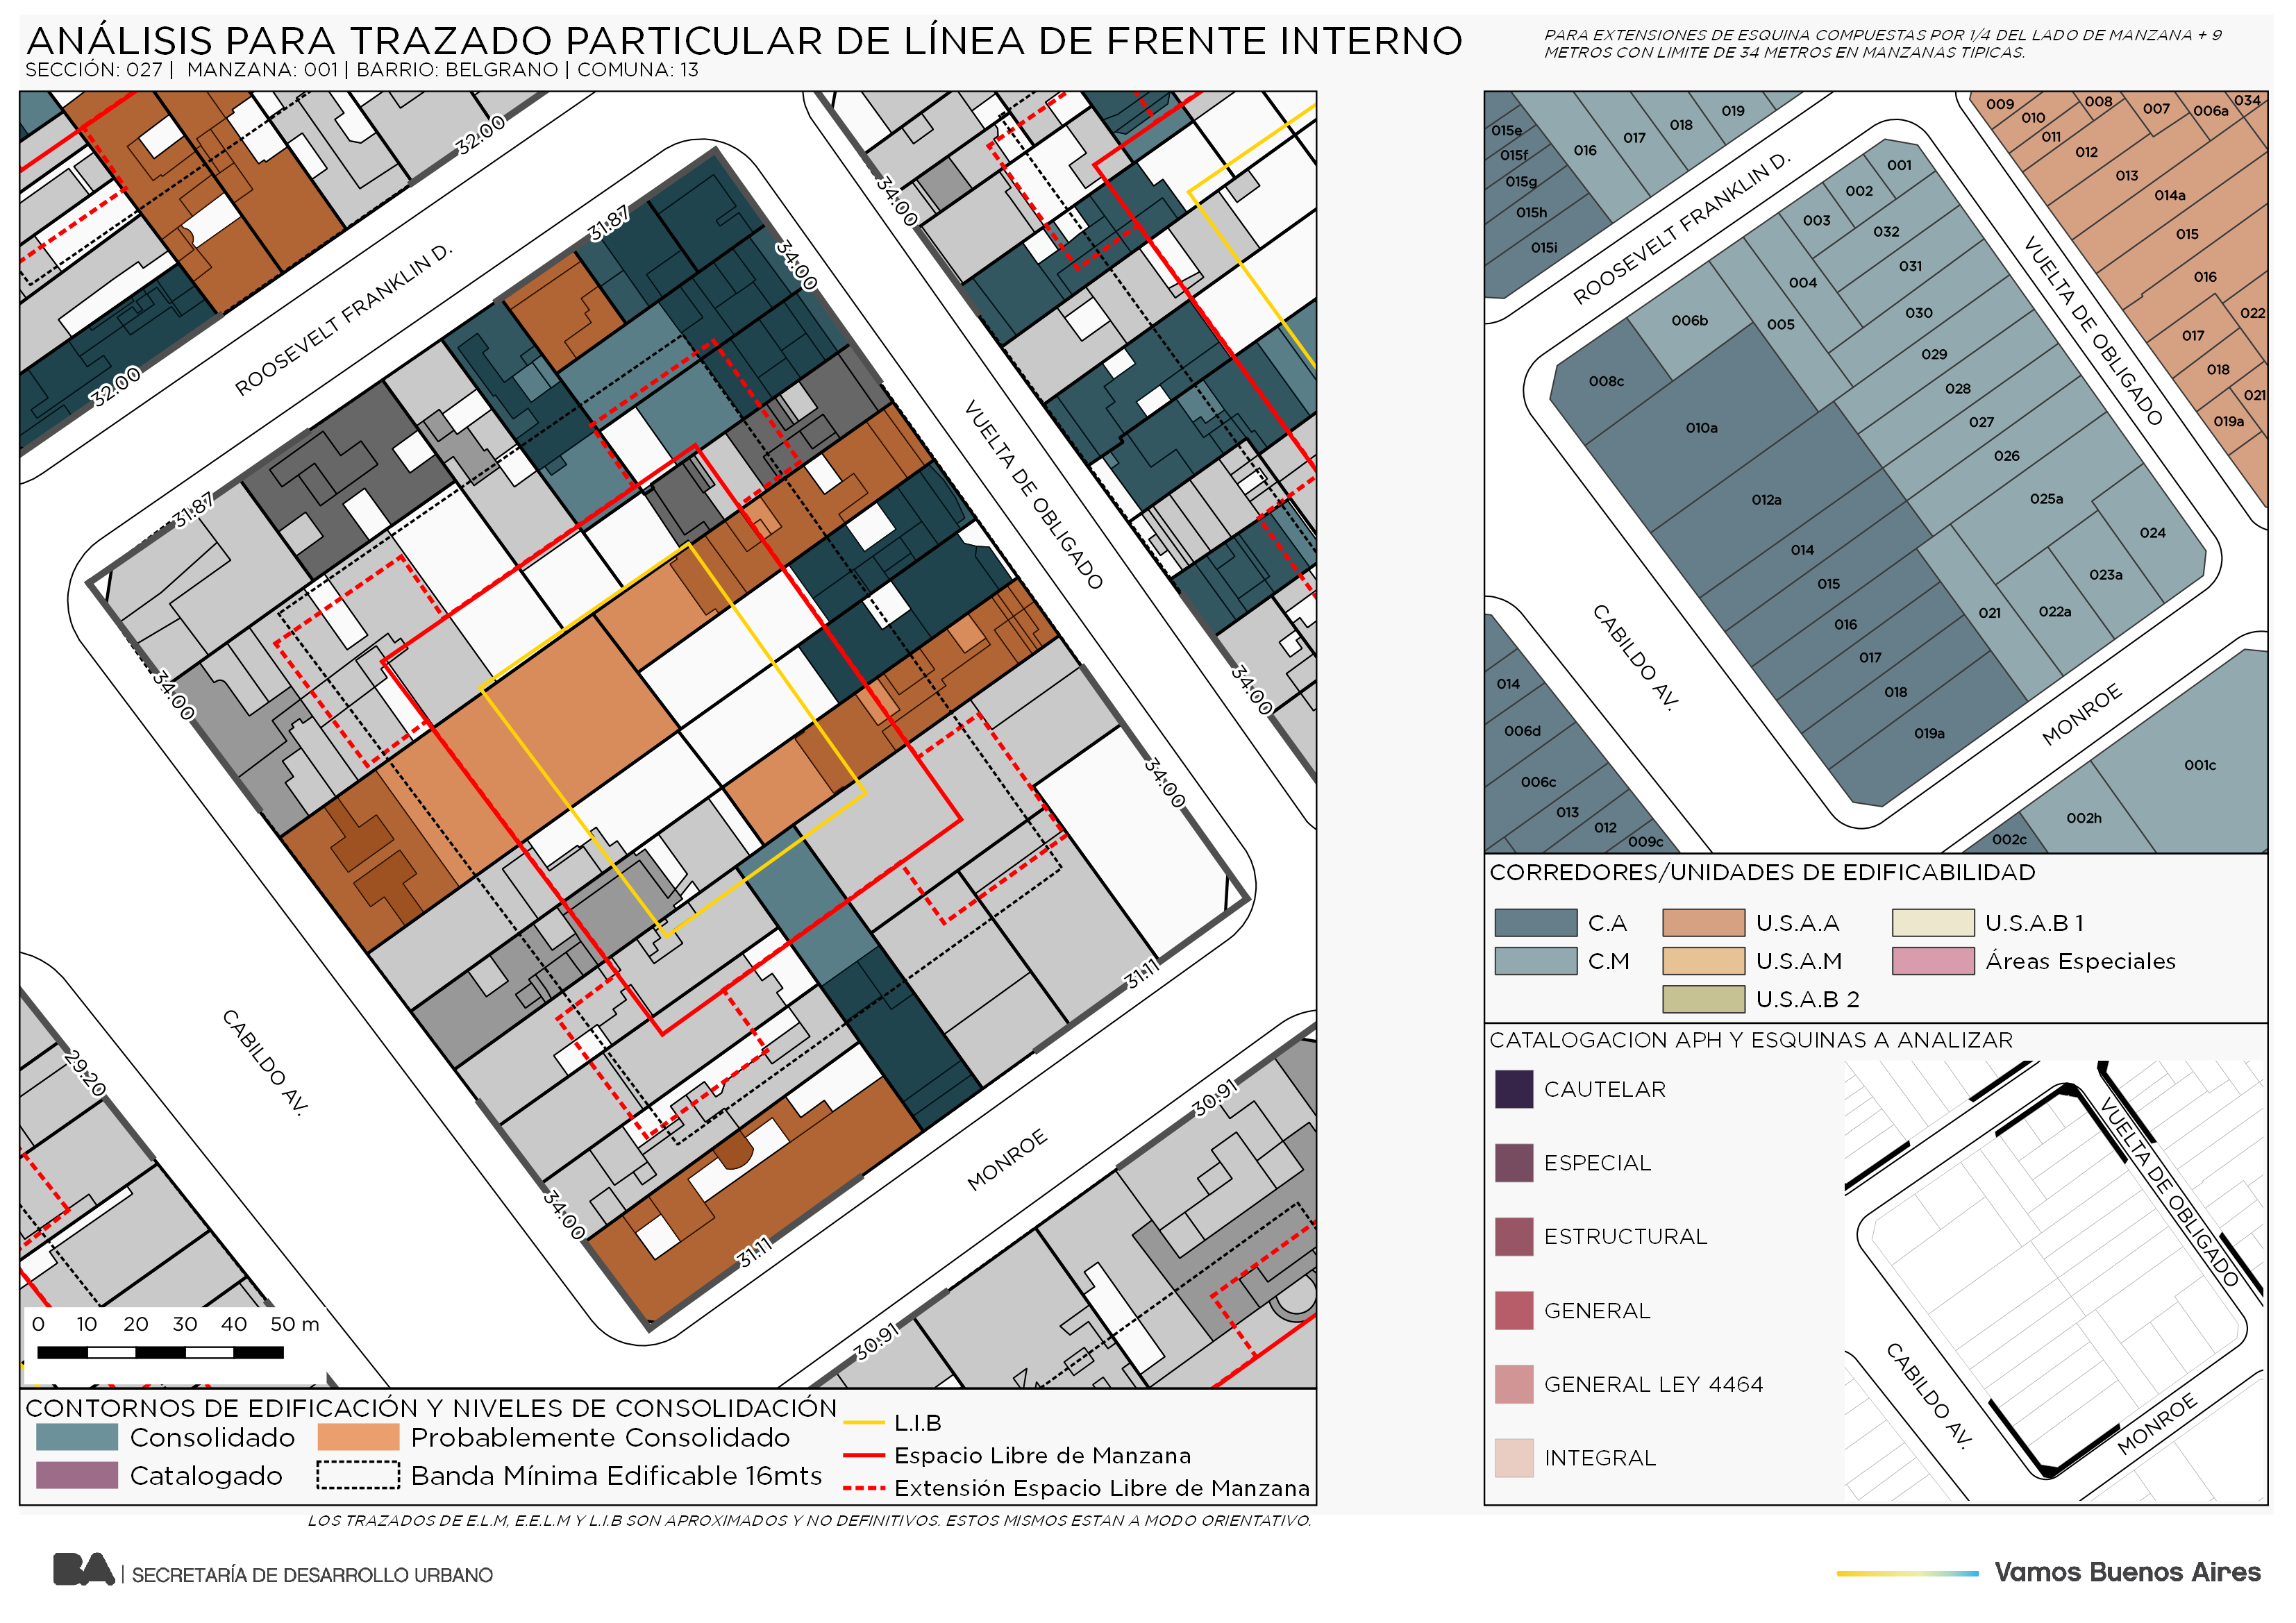 ANÁLISIS PARA TRAZADO PARTICULAR DE LÍNEA DE FRENTE INTERNO
SECCIÓN: 027 | MANZANA: 001 | BARRIO: BELGRANO | COMUNA: 13
PARA EXTENSIONES DE ESQUINA COMPUESTAS POR 1/4 DEL LADO DE MANZANA + 9
METROS CON LIMITE DE 34 METROS EN MANZANAS TIPICAS.
32.00
32.00
ROOSEVELT FRANKLIN D.
31.87
31.87
34.00
34.00
34.00
34.00
34.00
34.00
VUELTA DE OBLIGADO
CABILDO AV.
29.20
MONROE
31.11
31.11
30.91
30.91
0 10 20 30 40 50 m
CONTORNOS DE EDIFICACIÓN Y NIVELES DE CONSOLIDACIÓN
Consolidado
Probablemente Consolidado
Catalogado
Banda Mínima Edificable 16mts
L.I.B
Espacio Libre de Manzana
Extensión Espacio Libre de Manzana
LOS TRAZADOS DE E.L.M, E.E.L.M Y L.I.B SON APROXIMADOS Y NO DEFINITIVOS. ESTOS MISMOS ESTAN A MODO ORIENTATIVO.
015e
015f
015g
015h
015i
016
017
018
019
009
010
011
012
008
007
006a
034
013
014a
015
016
022
017
018
021
019a
ROOSEVELT FRANKLIN D.
001
002
003
032
004
031
005
030
006b
029
008c
028
010a
027
026
012a
025a
024
014
023a
015
022a
021
016
017
018
019a
VUELTA DE OBLIGADO
CABILDO AV.
MONROE
014
006d
006c
013
012
009c
001c
002h
002c
CORREDORES/UNIDADES DE EDIFICABILIDAD
C.A
U.S.A.A
U.S.A.B 1
C.M
U.S.A.M
Áreas Especiales
U.S.A.B 2
CATALOGACION APH Y ESQUINAS A ANALIZAR
CAUTELAR
ESPECIAL
ESTRUCTURAL
GENERAL
GENERAL LEY 4464
INTEGRAL
VUELTA DE OBLIGADO
CABILDO AV.
MONROE
BA | SECRETARÍA DE DESARROLLO URBANO
Vamos Buenos Aires